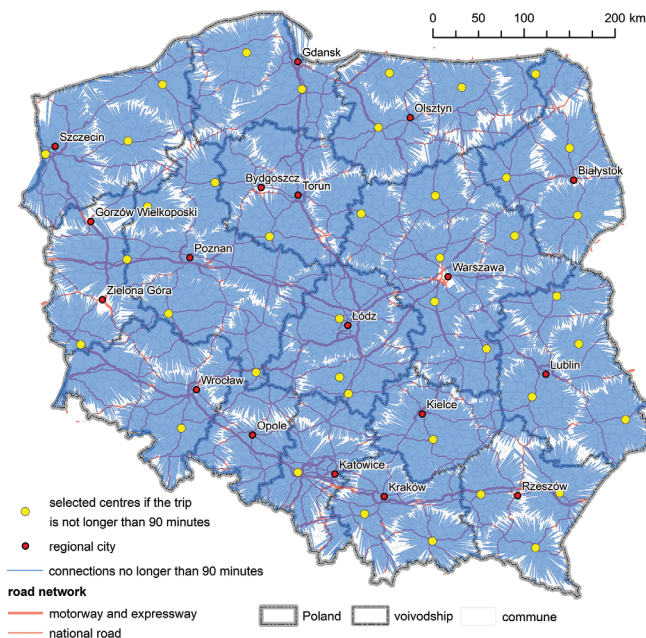 0 50 100 200 km
Gdansk
Olsztyn
Szczecin
Białystok
Bydgoszcz
Torun
Gorzów Wielkoposki
Poznan
Warszawa
Zielona Góra
Łódz
Lublin
Wrocław
Kielce
Opole
Katowice
Kraków
Rzeszów
selected centres if the trip
is not longer than 90 minutes
regional city
connections no longer than 90 minutes
road network
motorway and expressway
national road
Poland
voivodship
commune